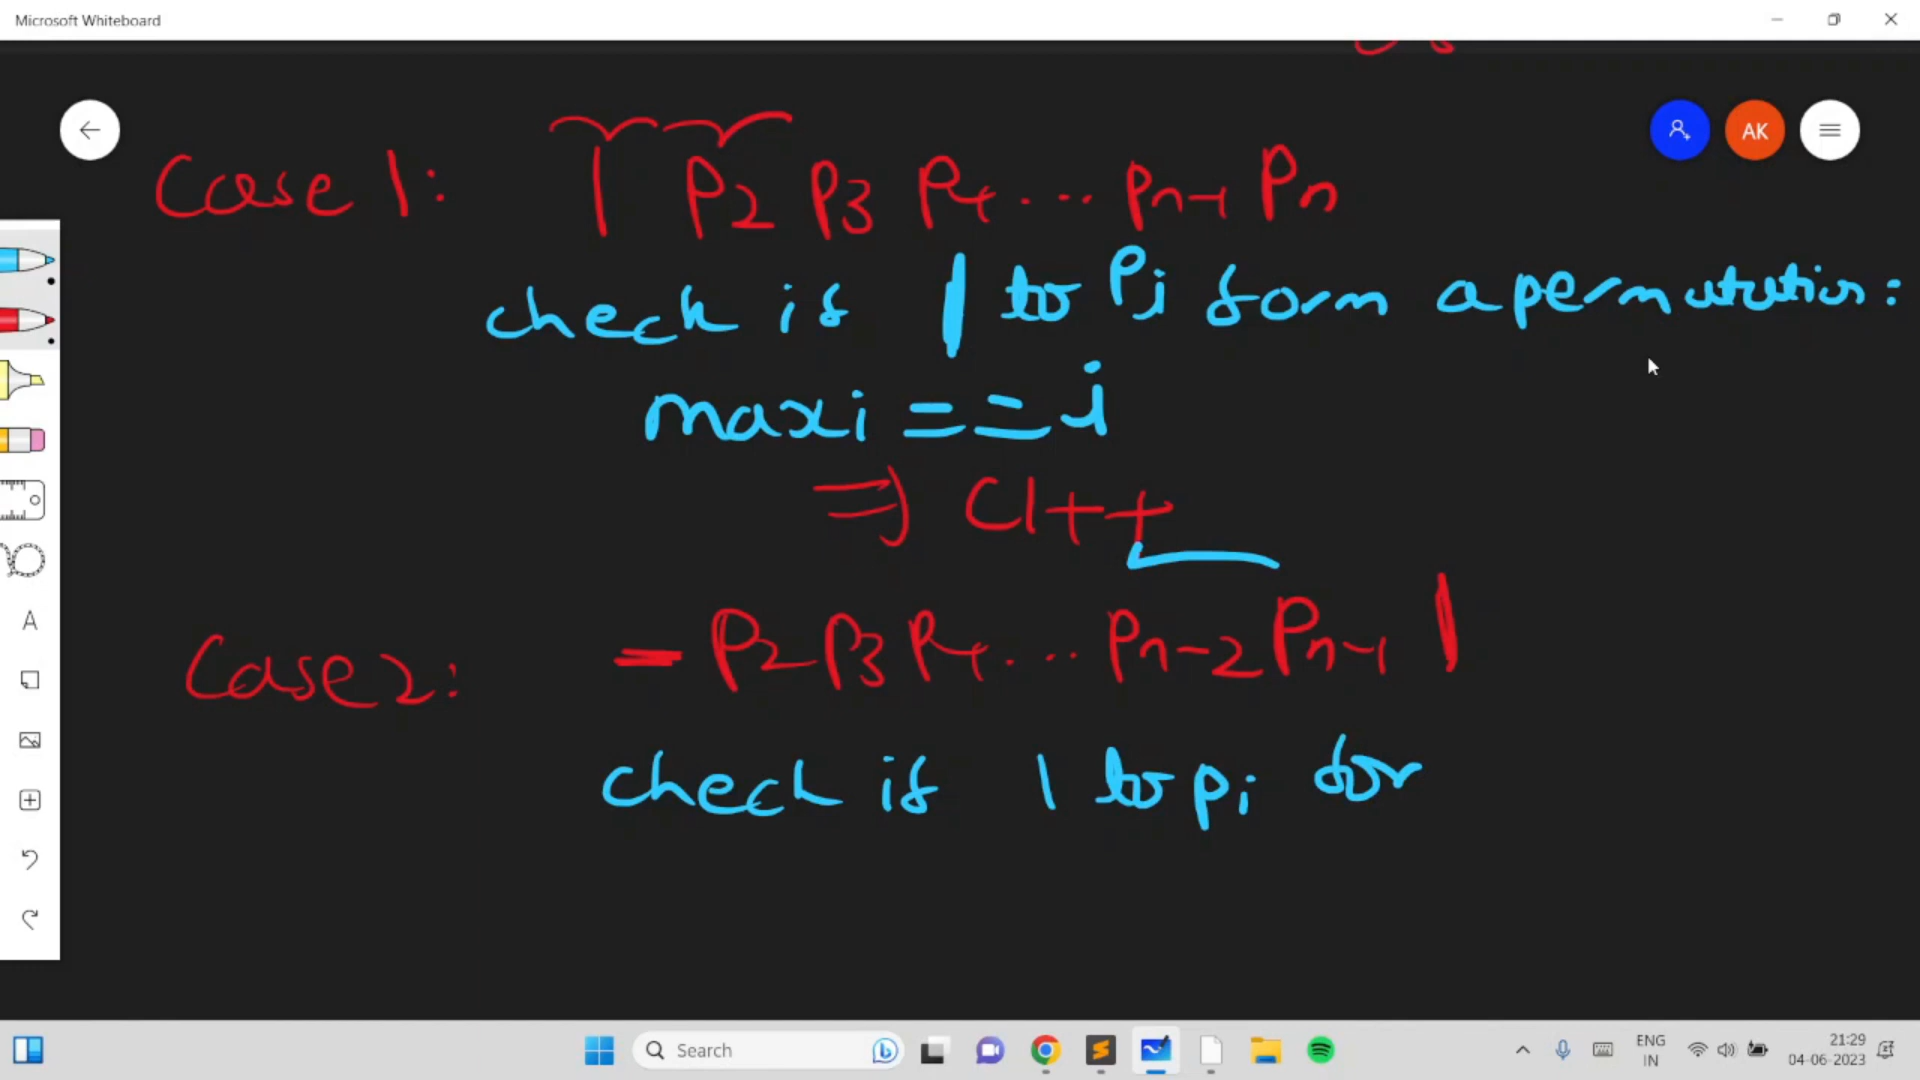 Microsoft Whiteboard
AK
Case 1: 1 P2 P3 P4 ... Pn-1 Pn
check if 1 to Pi form a permutation:
maxi == i
⇒ C1++
Case 2: - P2 P3 P4 ... Pn-2 Pn-1 1
check if 1 to pi for
A
Search
ENG
IN
21:29
04-06-2023